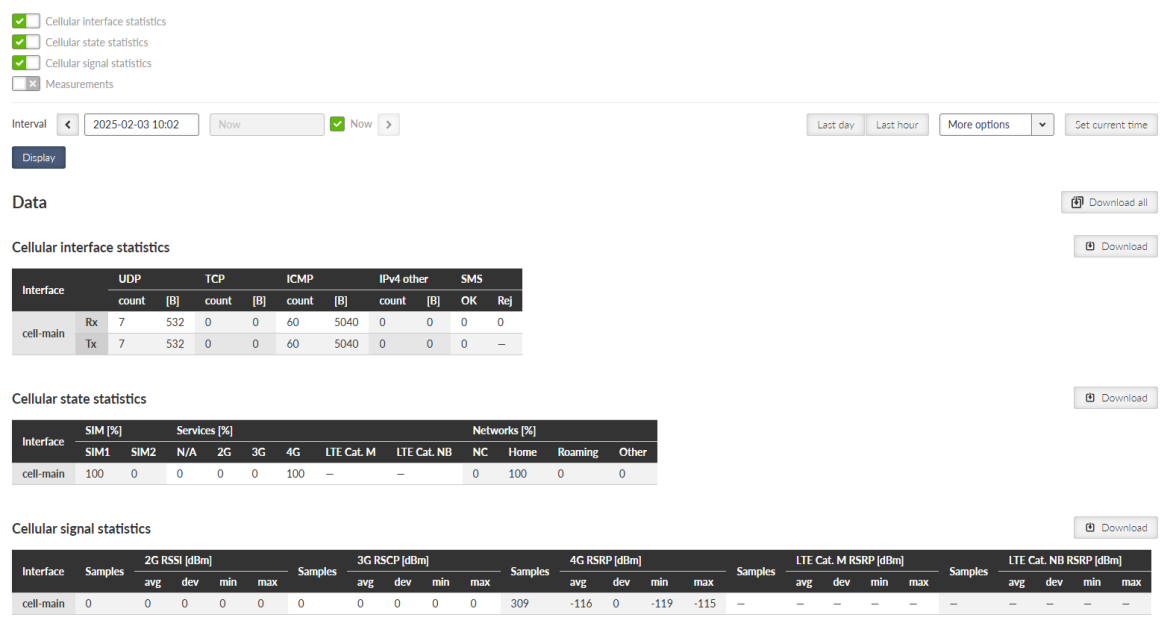 Cellular interface statistics
Cellular state statistics
Cellular signal statistics
Measurements
Interval 2025-02-03 10:02 Now Now Last day Last hour More options Set current time
Display
Data Download all
Cellular interface statistics Download
Interface UDP TCP ICMP IPv4 other SMS
count [B] count [B] count [B] count [B] OK Rej
cell-main Rx 7 532 0 0 60 5040 0 0 0 0
Tx 7 532 0 0 60 5040 0 0 0 –
Cellular state statistics Download
Interface SIM [%] Services [%] Networks [%]
SIM1 SIM2 N/A 2G 3G 4G LTE Cat. M LTE Cat. NB NC Home Roaming Other
cell-main 100 0 0 0 0 100 – – 0 100 0 0
Cellular signal statistics Download
Interface Samples 2G RSSI [dBm] Samples 3G RSCP [dBm] Samples 4G RSRP [dBm] Samples LTE Cat. M RSRP [dBm] Samples LTE Cat. NB RSRP [dBm]
avg dev min max avg dev min max avg dev min max avg dev min max avg dev min max
cell-main 0 0 0 0 0 0 0 0 0 0 309 -116 0 -119 -115 – – – – – – – – – –